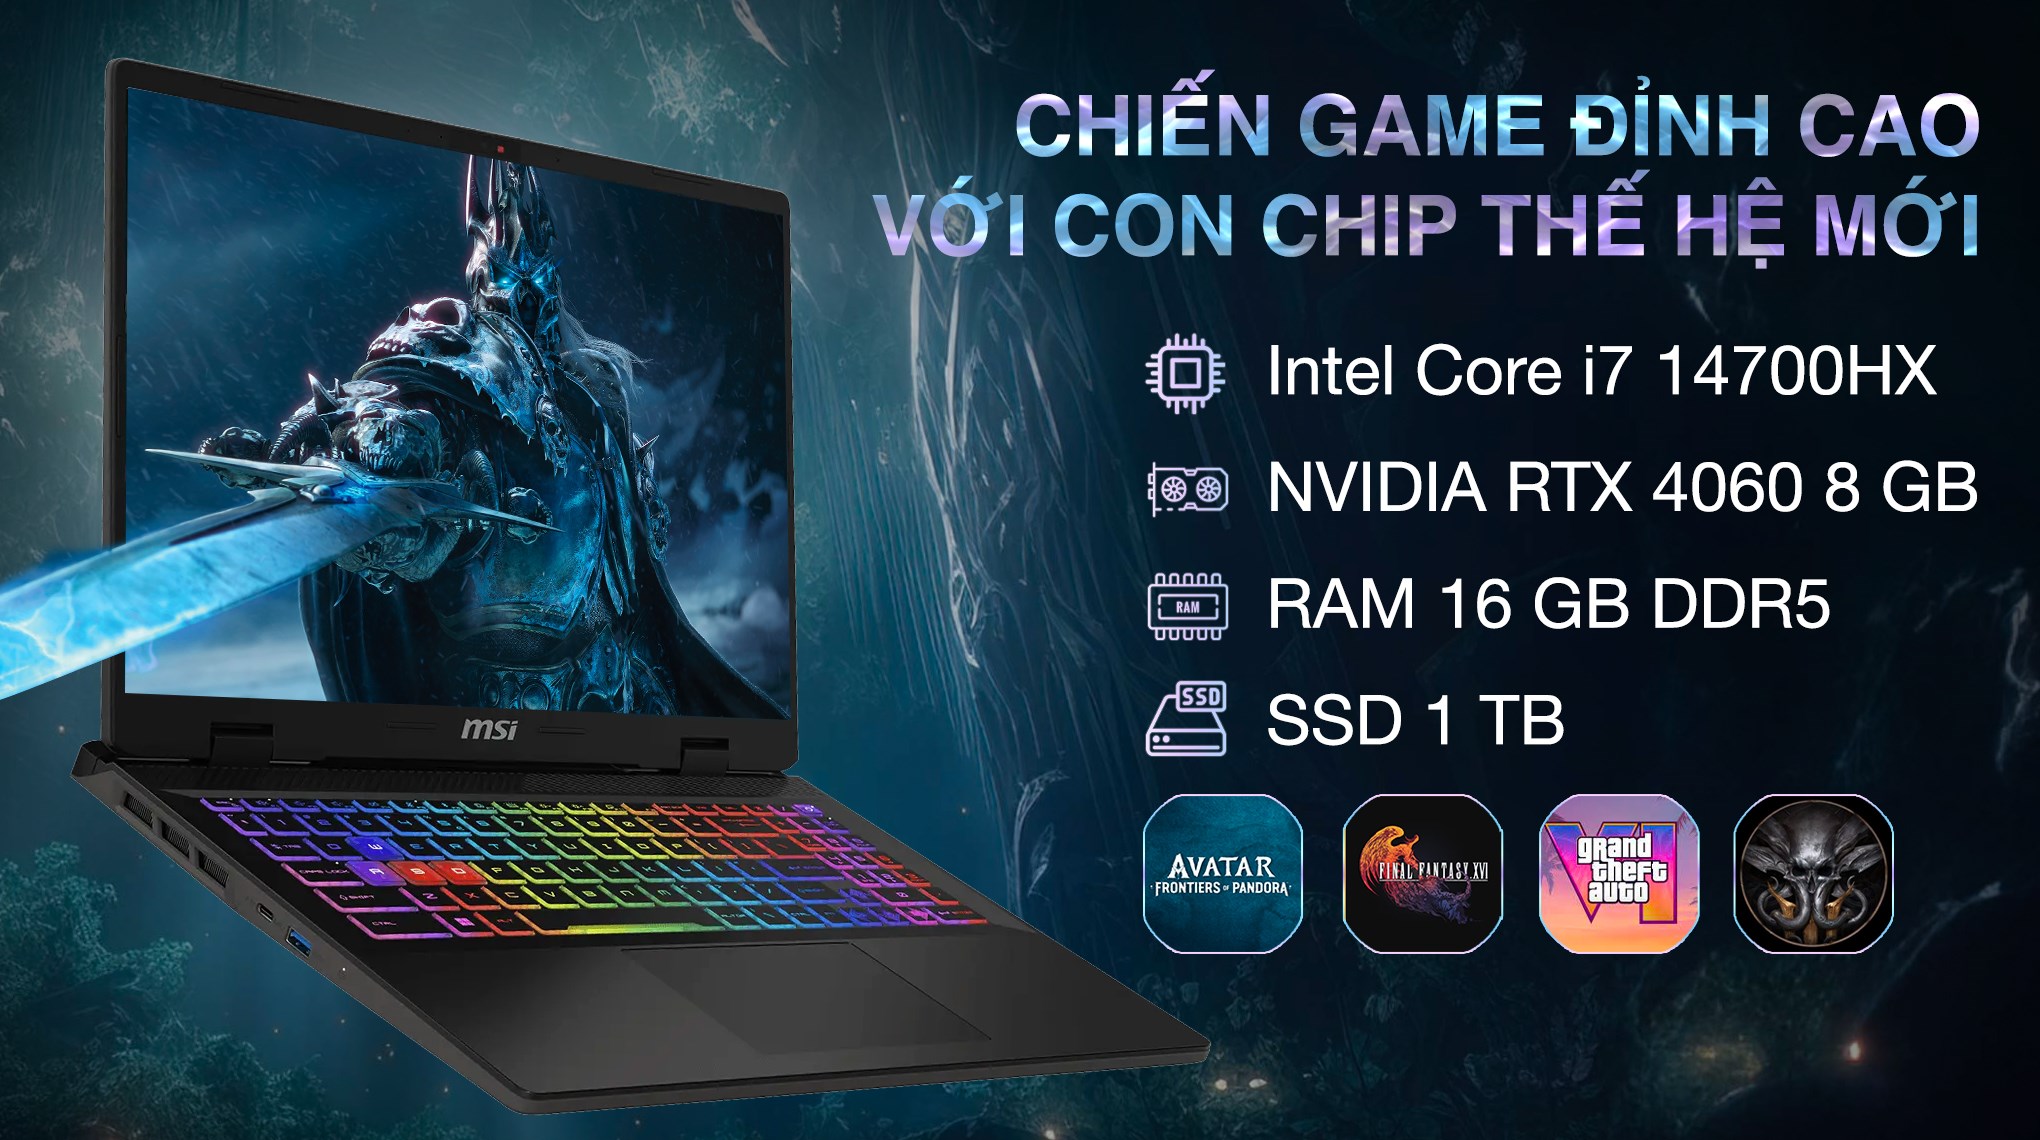 CHIẾN GAME ĐỈNH CAO
VỚI CON CHIP THẾ HỆ MỚI
Intel Core i7 14700HX
NVIDIA RTX 4060 8 GB
RAM
RAM 16 GB DDR5
SSD
SSD 1 TB
msi
AVATAR
FRONTIERS OF PANDORA
FINAL FANTASY XVI
VI
grand
theft
auto